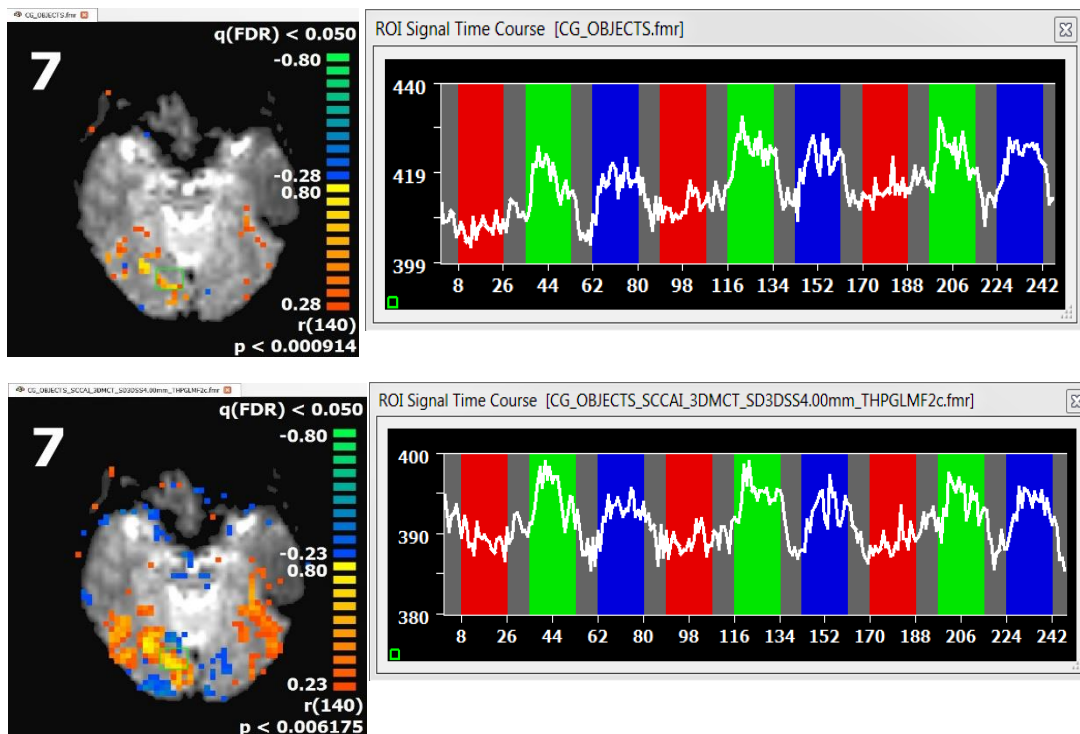 CG_OBJECTS.fmr
q(FDR) < 0.050
7
-0.80
-0.28
0.80
0.28
r(140)
p < 0.000914
ROI Signal Time Course [CG_OBJECTS.fmr]
440
419
399
8 26 44 62 80 98 116 134 152 170 188 206 224 242
CG_OBJECTS_SCCAI_3DMCT_SD3DSS4.00mm_THPGLMF2c.fmr
q(FDR) < 0.050
7
-0.80
-0.23
0.80
0.23
r(140)
p < 0.006175
ROI Signal Time Course [CG_OBJECTS_SCCAI_3DMCT_SD3DSS4.00mm_THPGLMF2c.fmr]
400
390
380
8 26 44 62 80 98 116 134 152 170 188 206 224 242